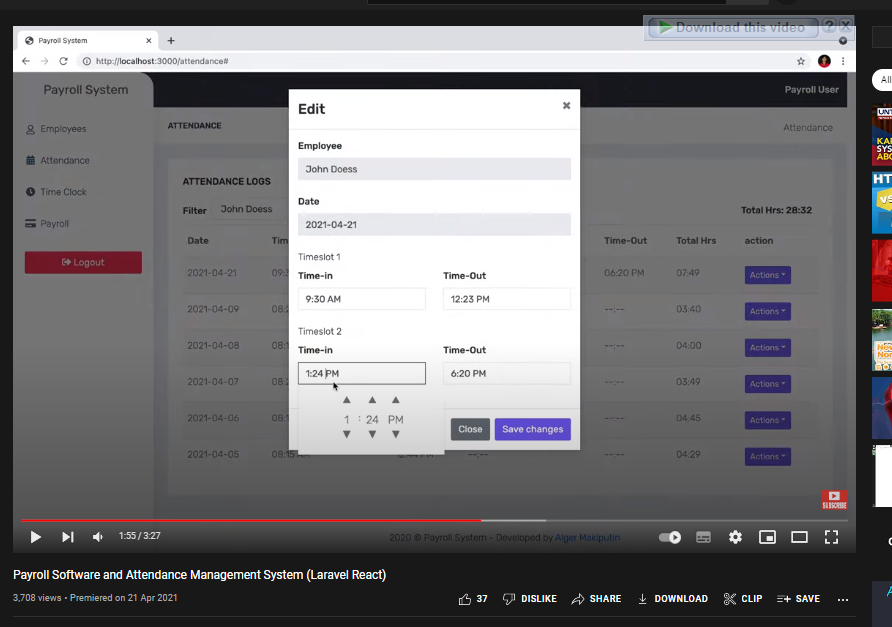 Download this video ? X
Payroll System
http://localhost:3000/attendance#
Payroll System
Payroll User
Employees
Attendance
Time Clock
Payroll
Logout
ATTENDANCE
Attendance
ATTENDANCE LOGS
Filter John Doess
Total Hrs: 28:32
Date Tim Time-Out Total Hrs action
2021-04-21 09:3 06:20 PM 07:49 Actions
2021-04-09 08:2 --:-- 03:40 Actions
2021-04-08 08:1 --:-- 04:00 Actions
2021-04-07 08:2 --:-- 03:49 Actions
2021-04-06 08:1 --:-- 04:45 Actions
2021-04-05 08:15 --:-- --:-- 04:29 Actions
Edit
Employee
John Doess
Date
2021-04-21
Timeslot 1
Time-in Time-Out
9:30 AM 12:23 PM
Timeslot 2
Time-in Time-Out
1:24 PM 6:20 PM
1 : 24 PM
Close Save changes
SUBSCRIBE
1:55 / 3:27
2020 © Payroll System - Developed by Alger Makiputin
Payroll Software and Attendance Management System (Laravel React)
3,708 views • Premiered on 21 Apr 2021
37 DISLIKE SHARE DOWNLOAD CLIP SAVE ...
All
HT
VS